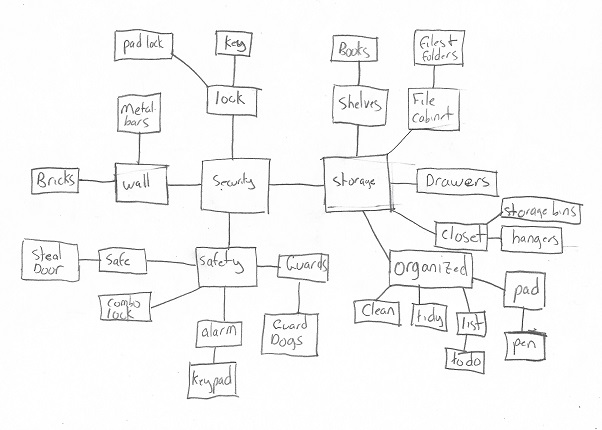 pad lock
Key
Books
Files &
Folders
lock
Shelves
File
cabinet
Metal
bars
Bricks
wall
Security
Storage
Drawers
storage bins
closet
hangers
Steal
Door
Safe
Safety
Guards
organized
pad
Combo
lock
Clean
tidy
list
alarm
Guard
Dogs
pen
todo
Keypad